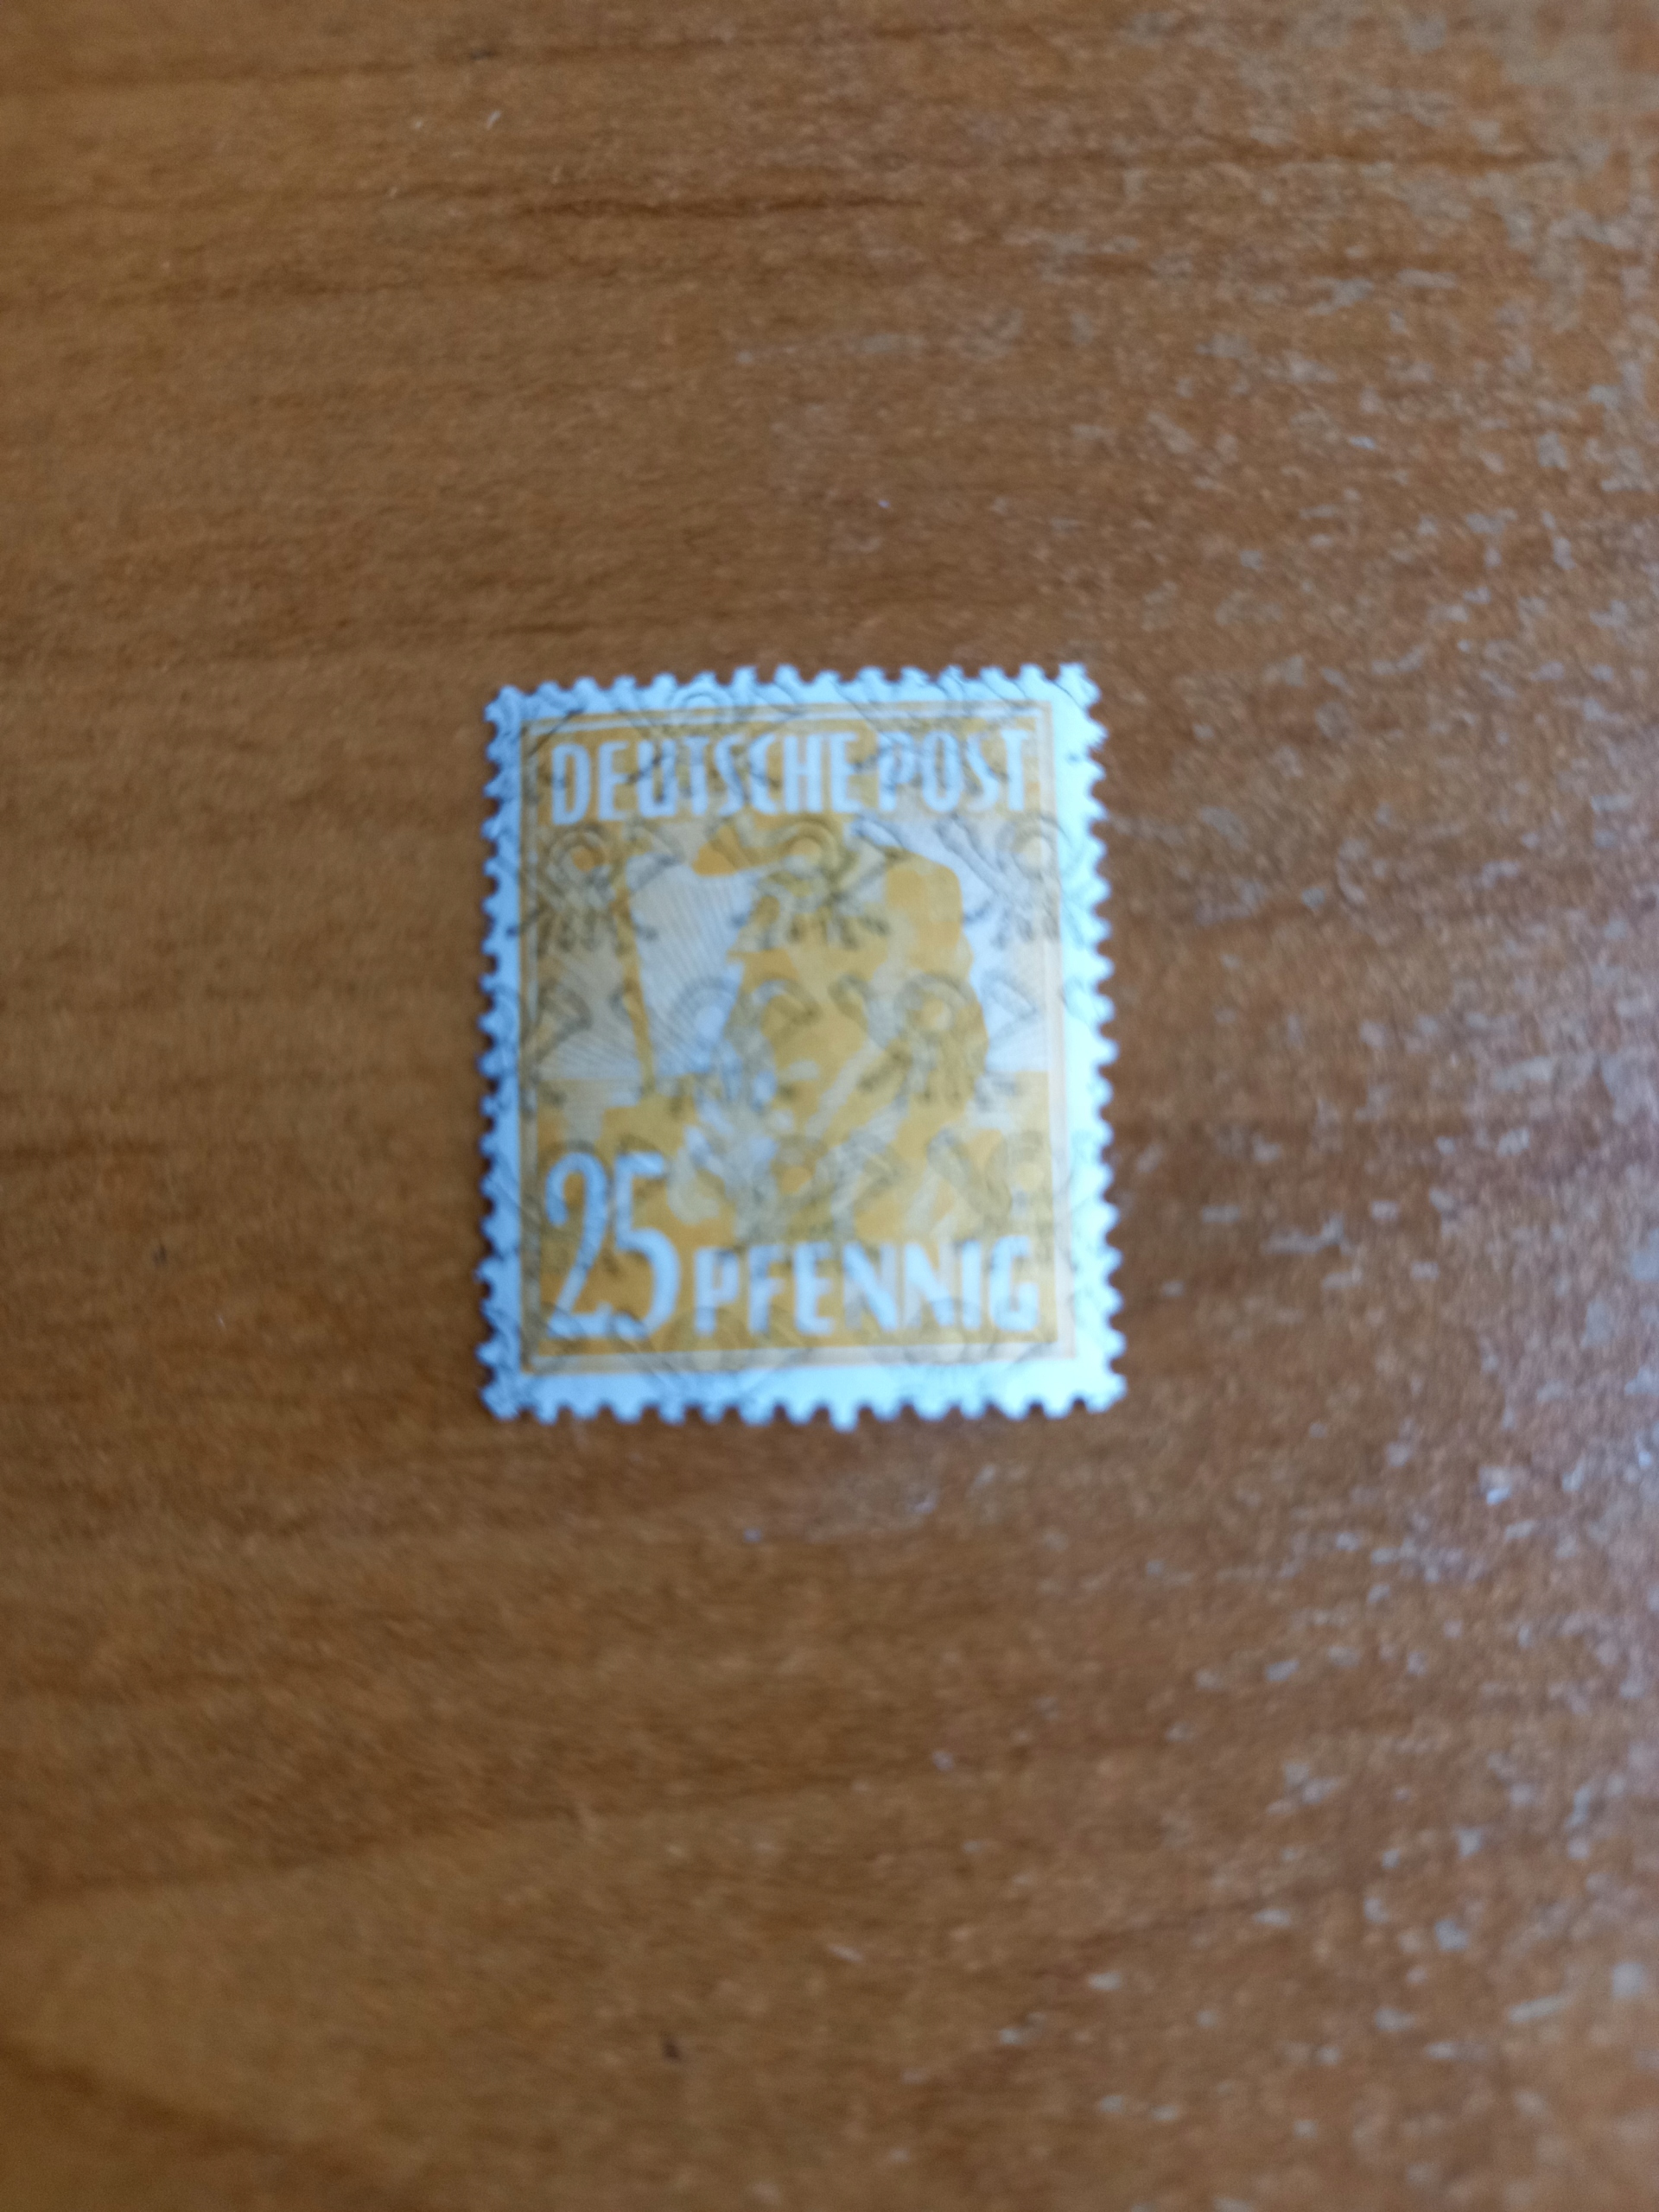 DEUTSCHE POST
25 PFENNIG